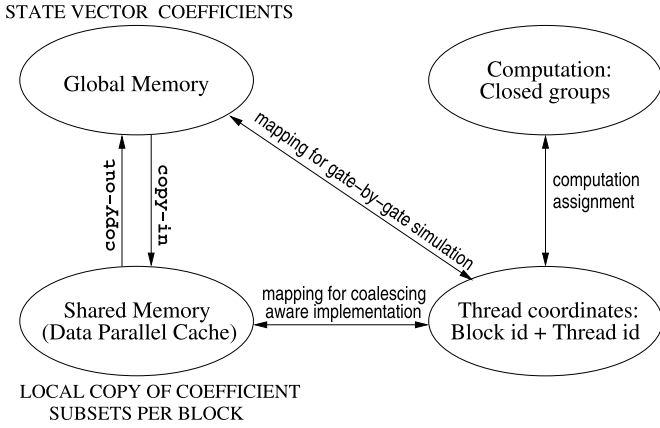 STATE VECTOR COEFFICIENTS
Global Memory
Computation:
Closed groups
mapping for gate–by–gate simulation
copy-out
copy-in
computation
assignment
mapping for coalescing
aware implementation
Shared Memory
(Data Parallel Cache)
Thread coordinates:
Block id + Thread id
LOCAL COPY OF COEFFICIENT
SUBSETS PER BLOCK